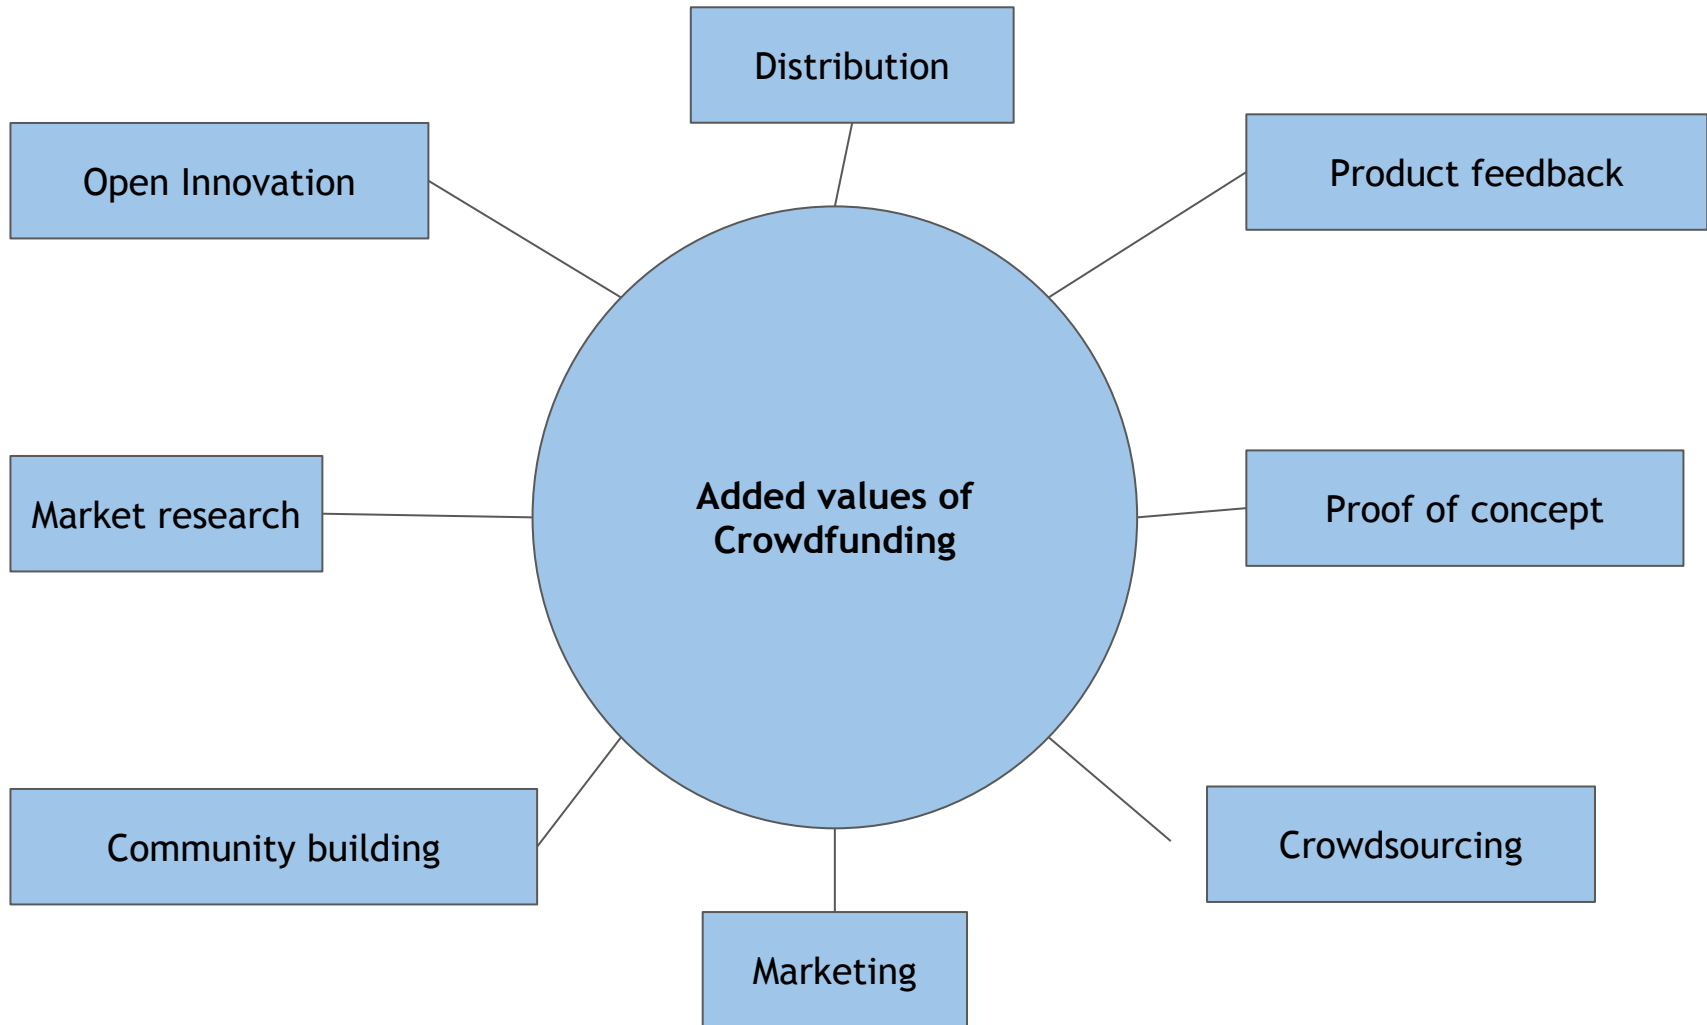 Distribution
Open Innovation
Product feedback
Market research
Added values of
Crowdfunding
Proof of concept
Community building
Crowdsourcing
Marketing